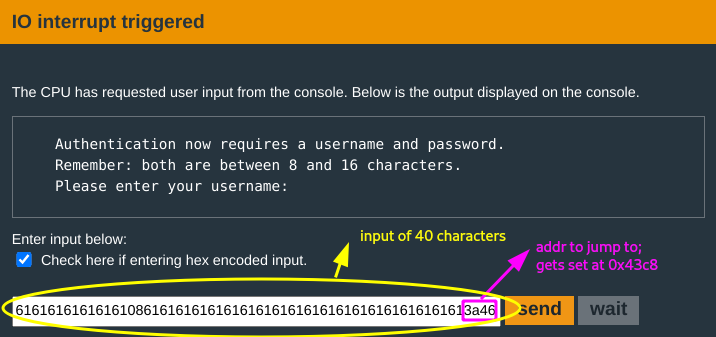 IO interrupt triggered
The CPU has requested user input from the console. Below is the output displayed on the console.
Authentication now requires a username and password.
Remember: both are between 8 and 16 characters.
Please enter your username:
input of 40 characters
Enter input below:
addr to jump to;
gets set at 0x43c8
Check here if entering hex encoded input.
61616161616161086161616161616161616161616161616161616161613a46
send
wait